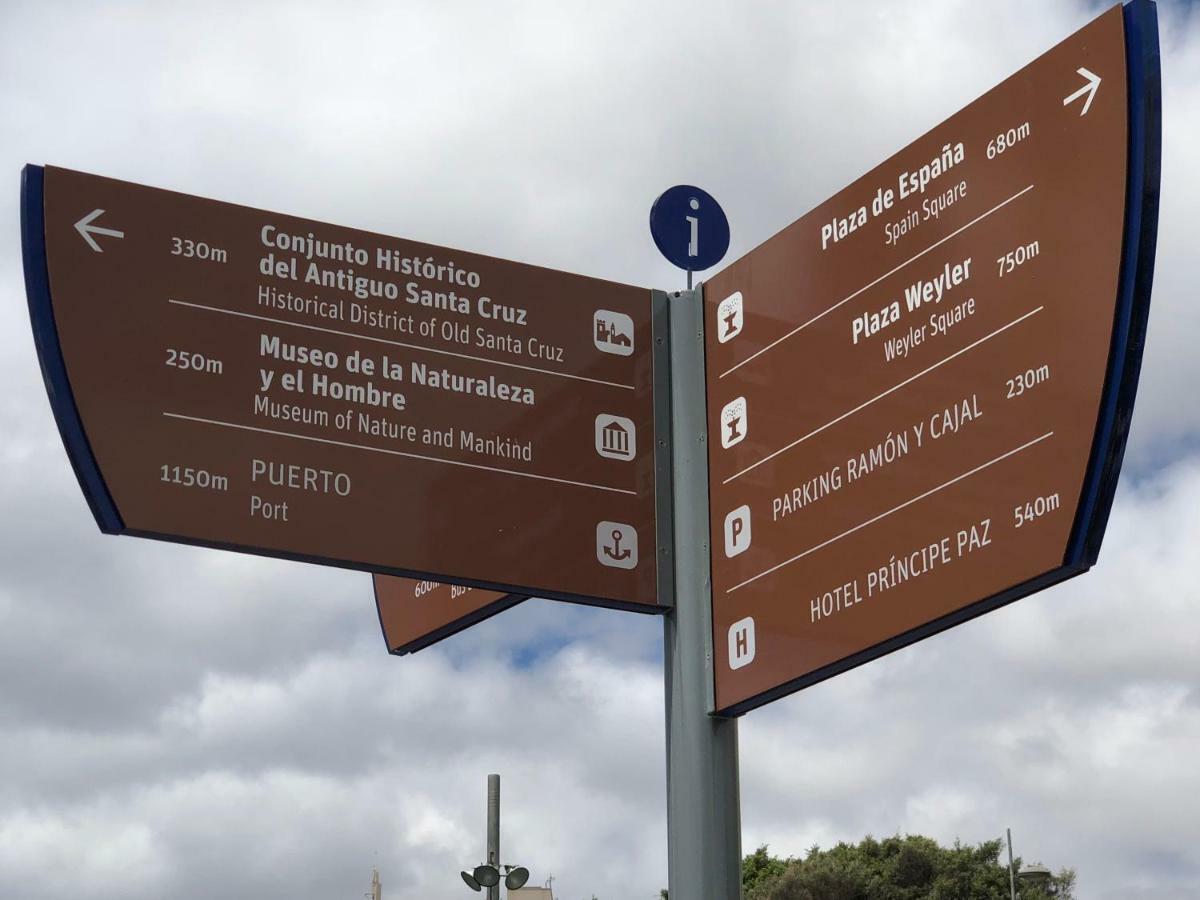 330m
Conjunto Histórico
del Antiguo Santa Cruz
Historical District of Old Santa Cruz
250m
Museo de la Naturaleza
y el Hombre
Museum of Nature and Mankind
1150m
PUERTO
Port
600m
i
Plaza de España 680m
Spain Square
Plaza Weyler 750m
Weyler Square
P PARKING RAMÓN Y CAJAL 230m
H HOTEL PRÍNCIPE PAZ 540m